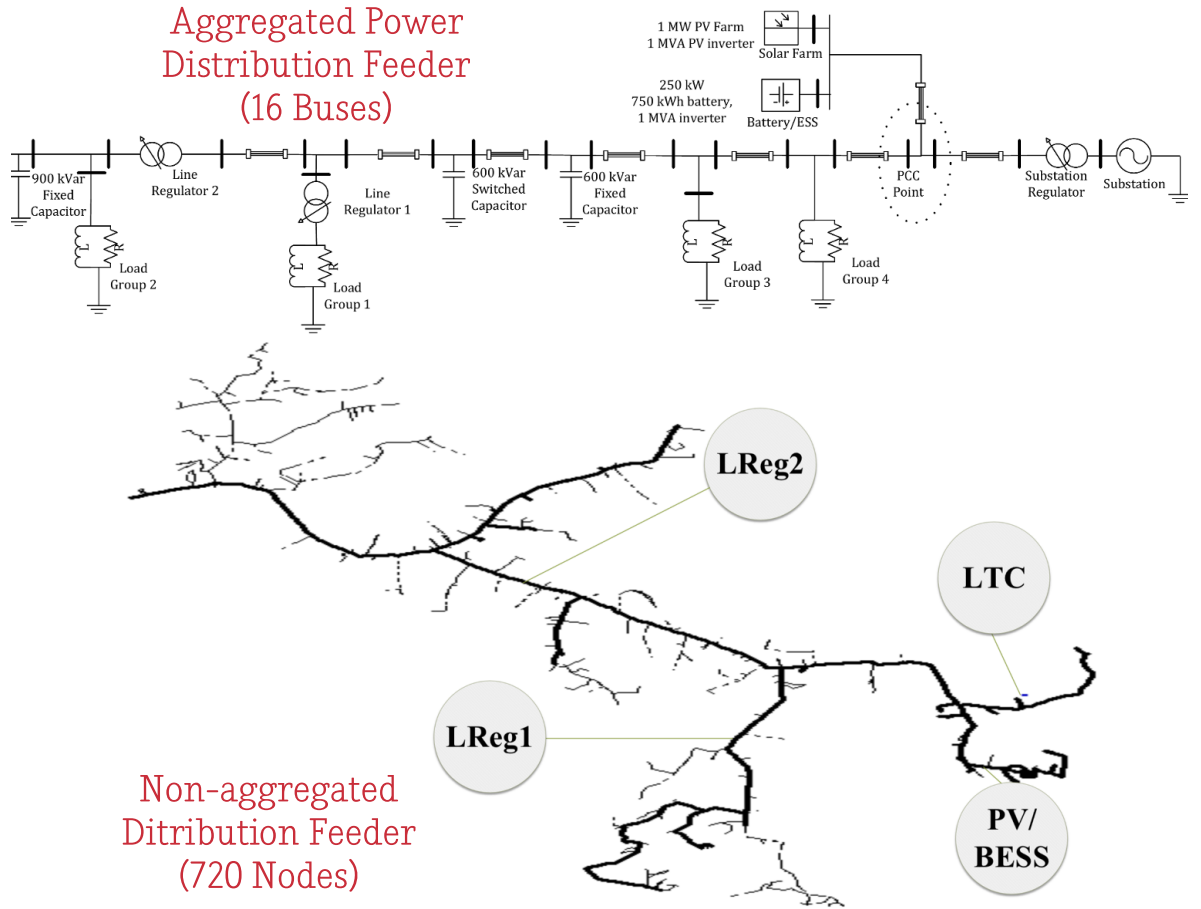 Aggregated Power
Distribution Feeder
(16 Buses)
1 MW PV Farm
1 MVA PV inverter
Solar Farm
250 kW
750 kWh battery,
1 MVA inverter
Battery/ESS
900 kVar
Fixed
Capacitor
L
R
Load
Group 2
Line
Regulator 2
Line
Regulator 1
L
R
Load
Group 1
600 kVar
Switched
Capacitor
600 kVar
Fixed
Capacitor
L
R
Load
Group 3
L
R
Load
Group 4
PCC
Point
Substation
Regulator
Substation
LReg2
LTC
LReg1
PV/
BESS
Non-aggregated
Ditribution Feeder
(720 Nodes)